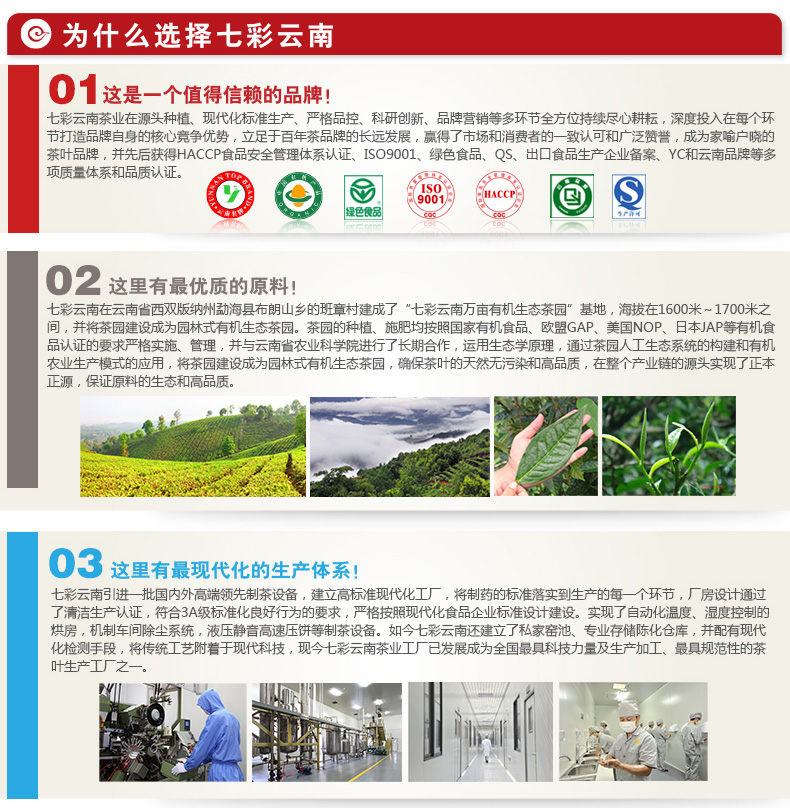 为什么选择七彩云南
01 这是一个值得信赖的品牌!
七彩云南茶业在源头种植、现代化标准生产、严格品控、科研创新、品牌营销等多环节全方位持续尽心耕耘，深度投入在每个环
节打造品牌自身的核心竞争优势，立足于百年茶品牌的长远发展，赢得了市场和消费者的一致认可和广泛赞誉，成为家喻户晓的
茶叶品牌，并先后获得HACCP食品安全管理体系认证、ISO9001、绿色食品、QS、出口食品生产企业备案、YC和云南品牌等多
项质量体系和品质认证。
YUNNAN TOP BRAND
云南名牌
ORGANIC
绿色食品
ISO
9001
CQC
HACCP
CQC
生产许可
02 这里有最优质的原料!
七彩云南在云南省西双版纳州勐海县布朗山乡的班章村建成了“七彩云南万亩有机生态茶园”基地，海拔在1600米～1700米之
间，并将茶园建设成为园林式有机生态茶园。茶园的种植、施肥均按照国家有机食品、欧盟GAP、美国NOP、日本JAP等有机食
品认证的要求严格实施、管理，并与云南省农业科学院进行了长期合作，运用生态学原理，通过茶园人工生态系统的构建和有机
农业生产模式的应用，将茶园建设成为园林式有机生态茶园，确保茶叶的天然无污染和高品质，在整个产业链的源头实现了正本
正源，保证原料的生态和高品质。
03 这里有最现代化的生产体系!
七彩云南引进一批国内外高端领先制茶设备，建立高标准现代化工厂，将制药的标准落实到生产的每一个环节，厂房设计通过
了清洁生产认证，符合3A级标准化良好行为的要求，严格按照现代化食品企业标准设计建设。实现了自动化温度、湿度控制的
烘房，机制车间除尘系统，液压静音高速压饼等制茶设备。如今七彩云南还建立了私家窑池、专业存储陈化仓库，并配有现代
化检测手段，将传统工艺附着于现代科技，现今七彩云南茶业工厂已发展成为全国最具科技力量及生产加工、最具规范性的茶
叶生产工厂之一。